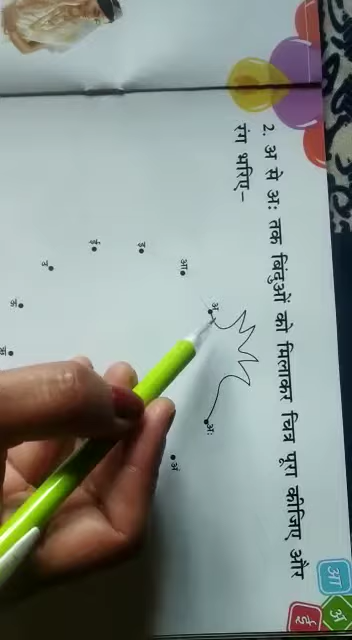 2. अ से अः तक बिंदुओं को मिलाकर चित्र पूरा कीजिए और
रंग भरिए–
अ
आ
इ
ई
उ
ऊ
अं
अः
आ
अ
ई